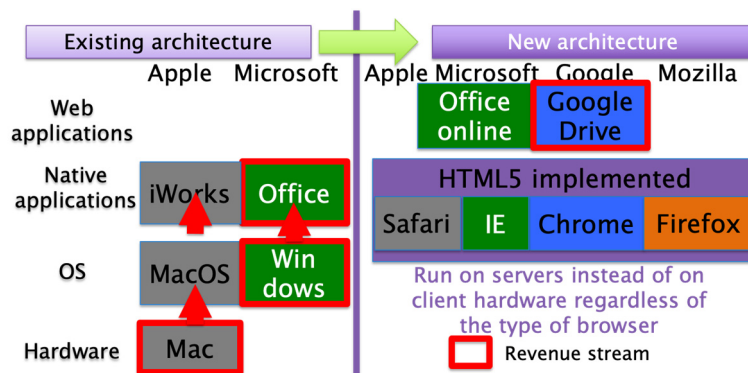 Existing architecture
New architecture
Apple Microsoft
Apple Microsoft Google Mozilla
Web
applications
Office
online
Google
Drive
Native
applications
iWorks
Office
HTML5 implemented
Safari
IE
Chrome
Firefox
OS
MacOS
Win
dows
Run on servers instead of on
client hardware regardless of
the type of browser
Hardware
Mac
Revenue stream